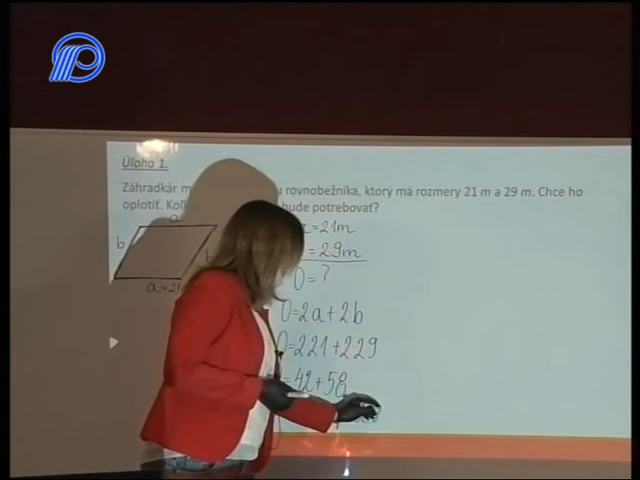 Úloha 1.
Záhradkár m u rovnobežníka, ktorý má rozmery 21 m a 29 m. Chce ho
oplotiť. Koľ bude potrebovať?
a
b
a=21
=21m
=29m
O=?
O=2a+2b
O=2·21+2·29
=42+58